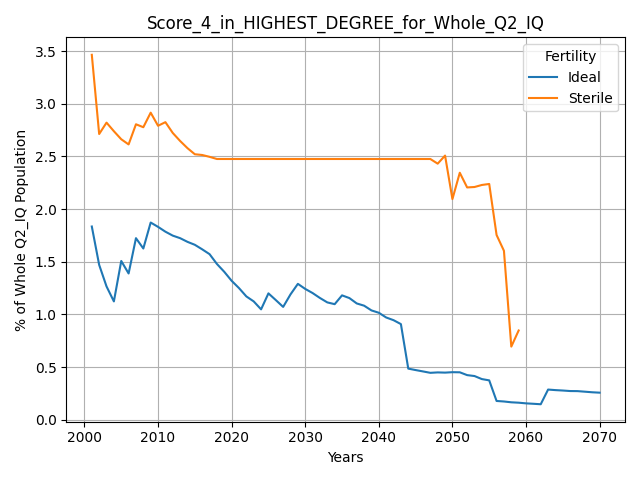 Score_4_in_HIGHEST_DEGREE_for_Whole_Q2_IQ
Fertility
Ideal
Sterile
% of Whole Q2_IQ Population
3.5
3.0
2.5
2.0
1.5
1.0
0.5
0.0
2000 2010 2020 2030 2040 2050 2060 2070
Years